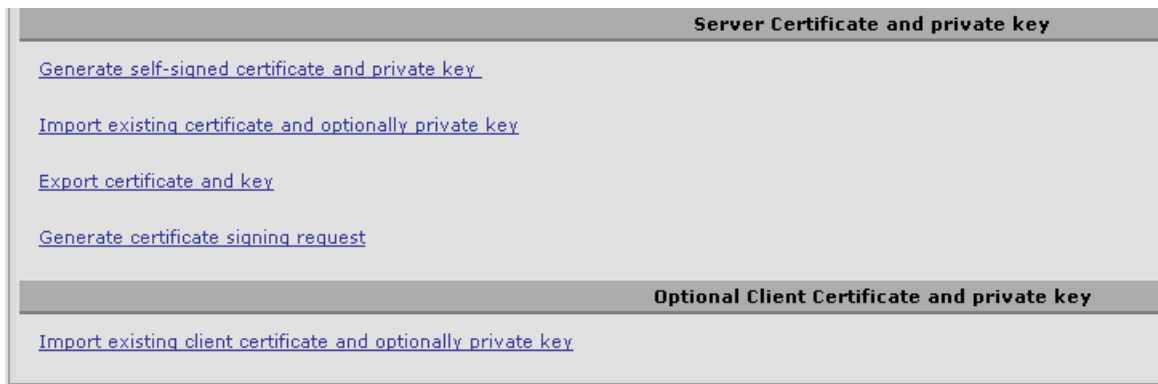 Server Certificate and private key
Generate self-signed certificate and private key
Import existing certificate and optionally private key
Export certificate and key
Generate certificate signing request
Optional Client Certificate and private key
Import existing client certificate and optionally private key